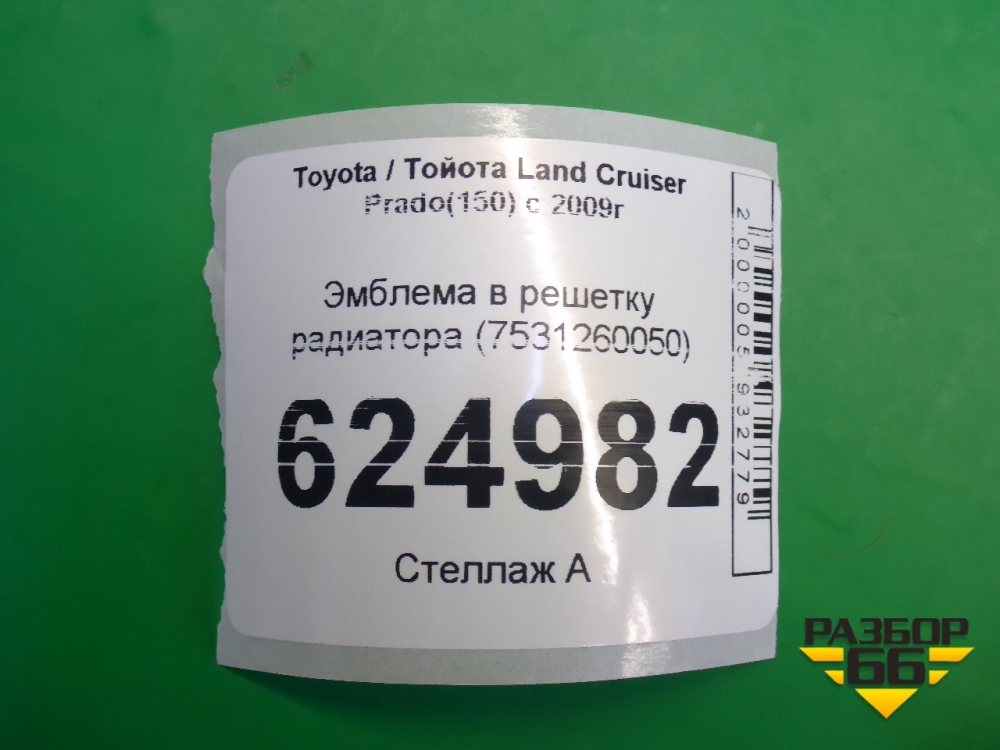 Toyota / Тойота Land Cruiser
Prado(150) с 2009г
Эмблема в решетку
радиатора (7531260050)
624982
Стеллаж А
2000005932779
РАЗБОР
66